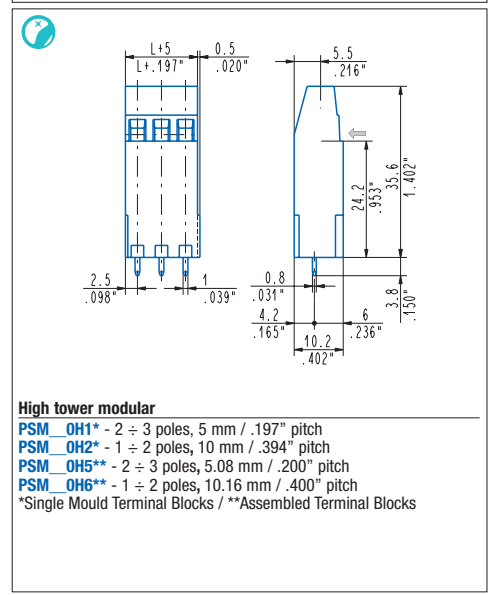 L+5
L+.197"
0.5
.020"
5.5
.216"
24.2
.953"
35.6
1.402"
2.5
.098"
1
.039"
0.8
.031"
3.8
.150"
4.2
.165"
6
.236"
10.2
.402"
High tower modular
PSM__0H1* - 2 ÷ 3 poles, 5 mm / .197” pitch
PSM__0H2* - 1 ÷ 2 poles, 10 mm / .394” pitch
PSM__0H5** - 2 ÷ 3 poles, 5.08 mm / .200” pitch
PSM__0H6** - 1 ÷ 2 poles, 10.16 mm / .400” pitch
*Single Mould Terminal Blocks / **Assembled Terminal Blocks